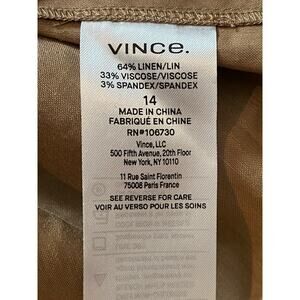 VINCE.
64% LINEN/LIN
33% VISCOSE/VISCOSE
3% SPANDEX/SPANDEX
14
MADE IN CHINA
FABRIQUÉ EN CHINE
RN#106730
Vince, LLC
500 Fifth Avenue, 20th Floor
New York, NY 10110
11 Rue Saint Florentin
75008 Paris France
SEE REVERSE FOR CARE
VOIR AU VERSO POUR LES SOINS